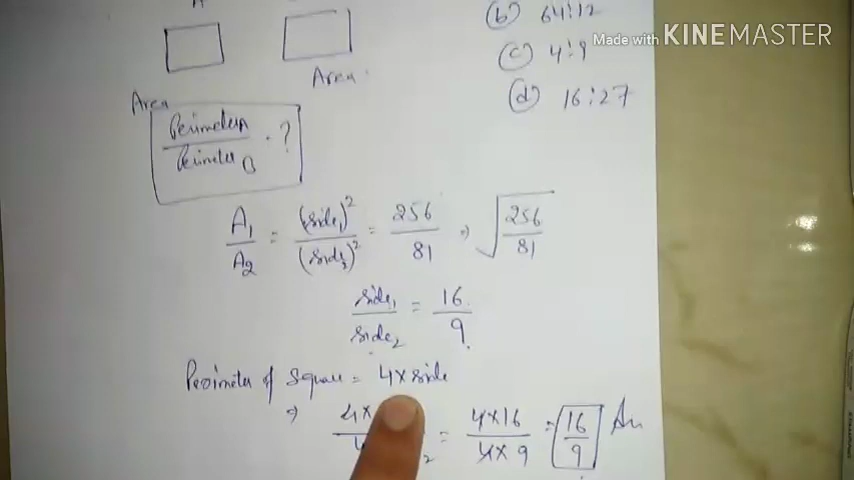 (b) 64:12
Made with KINEMASTER
(c) 4:9
Area
(d) 16:27
Area
Perimeter A / Perimeter B = ?
A₁/A₂ = (side₁)²/(side₂)² = 256/81 ⇒ √256/81
side₁/side₂ = 16/9
Perimeter of square = 4×side
⇒ 4× = 4×16/4×9 = 16/9 An